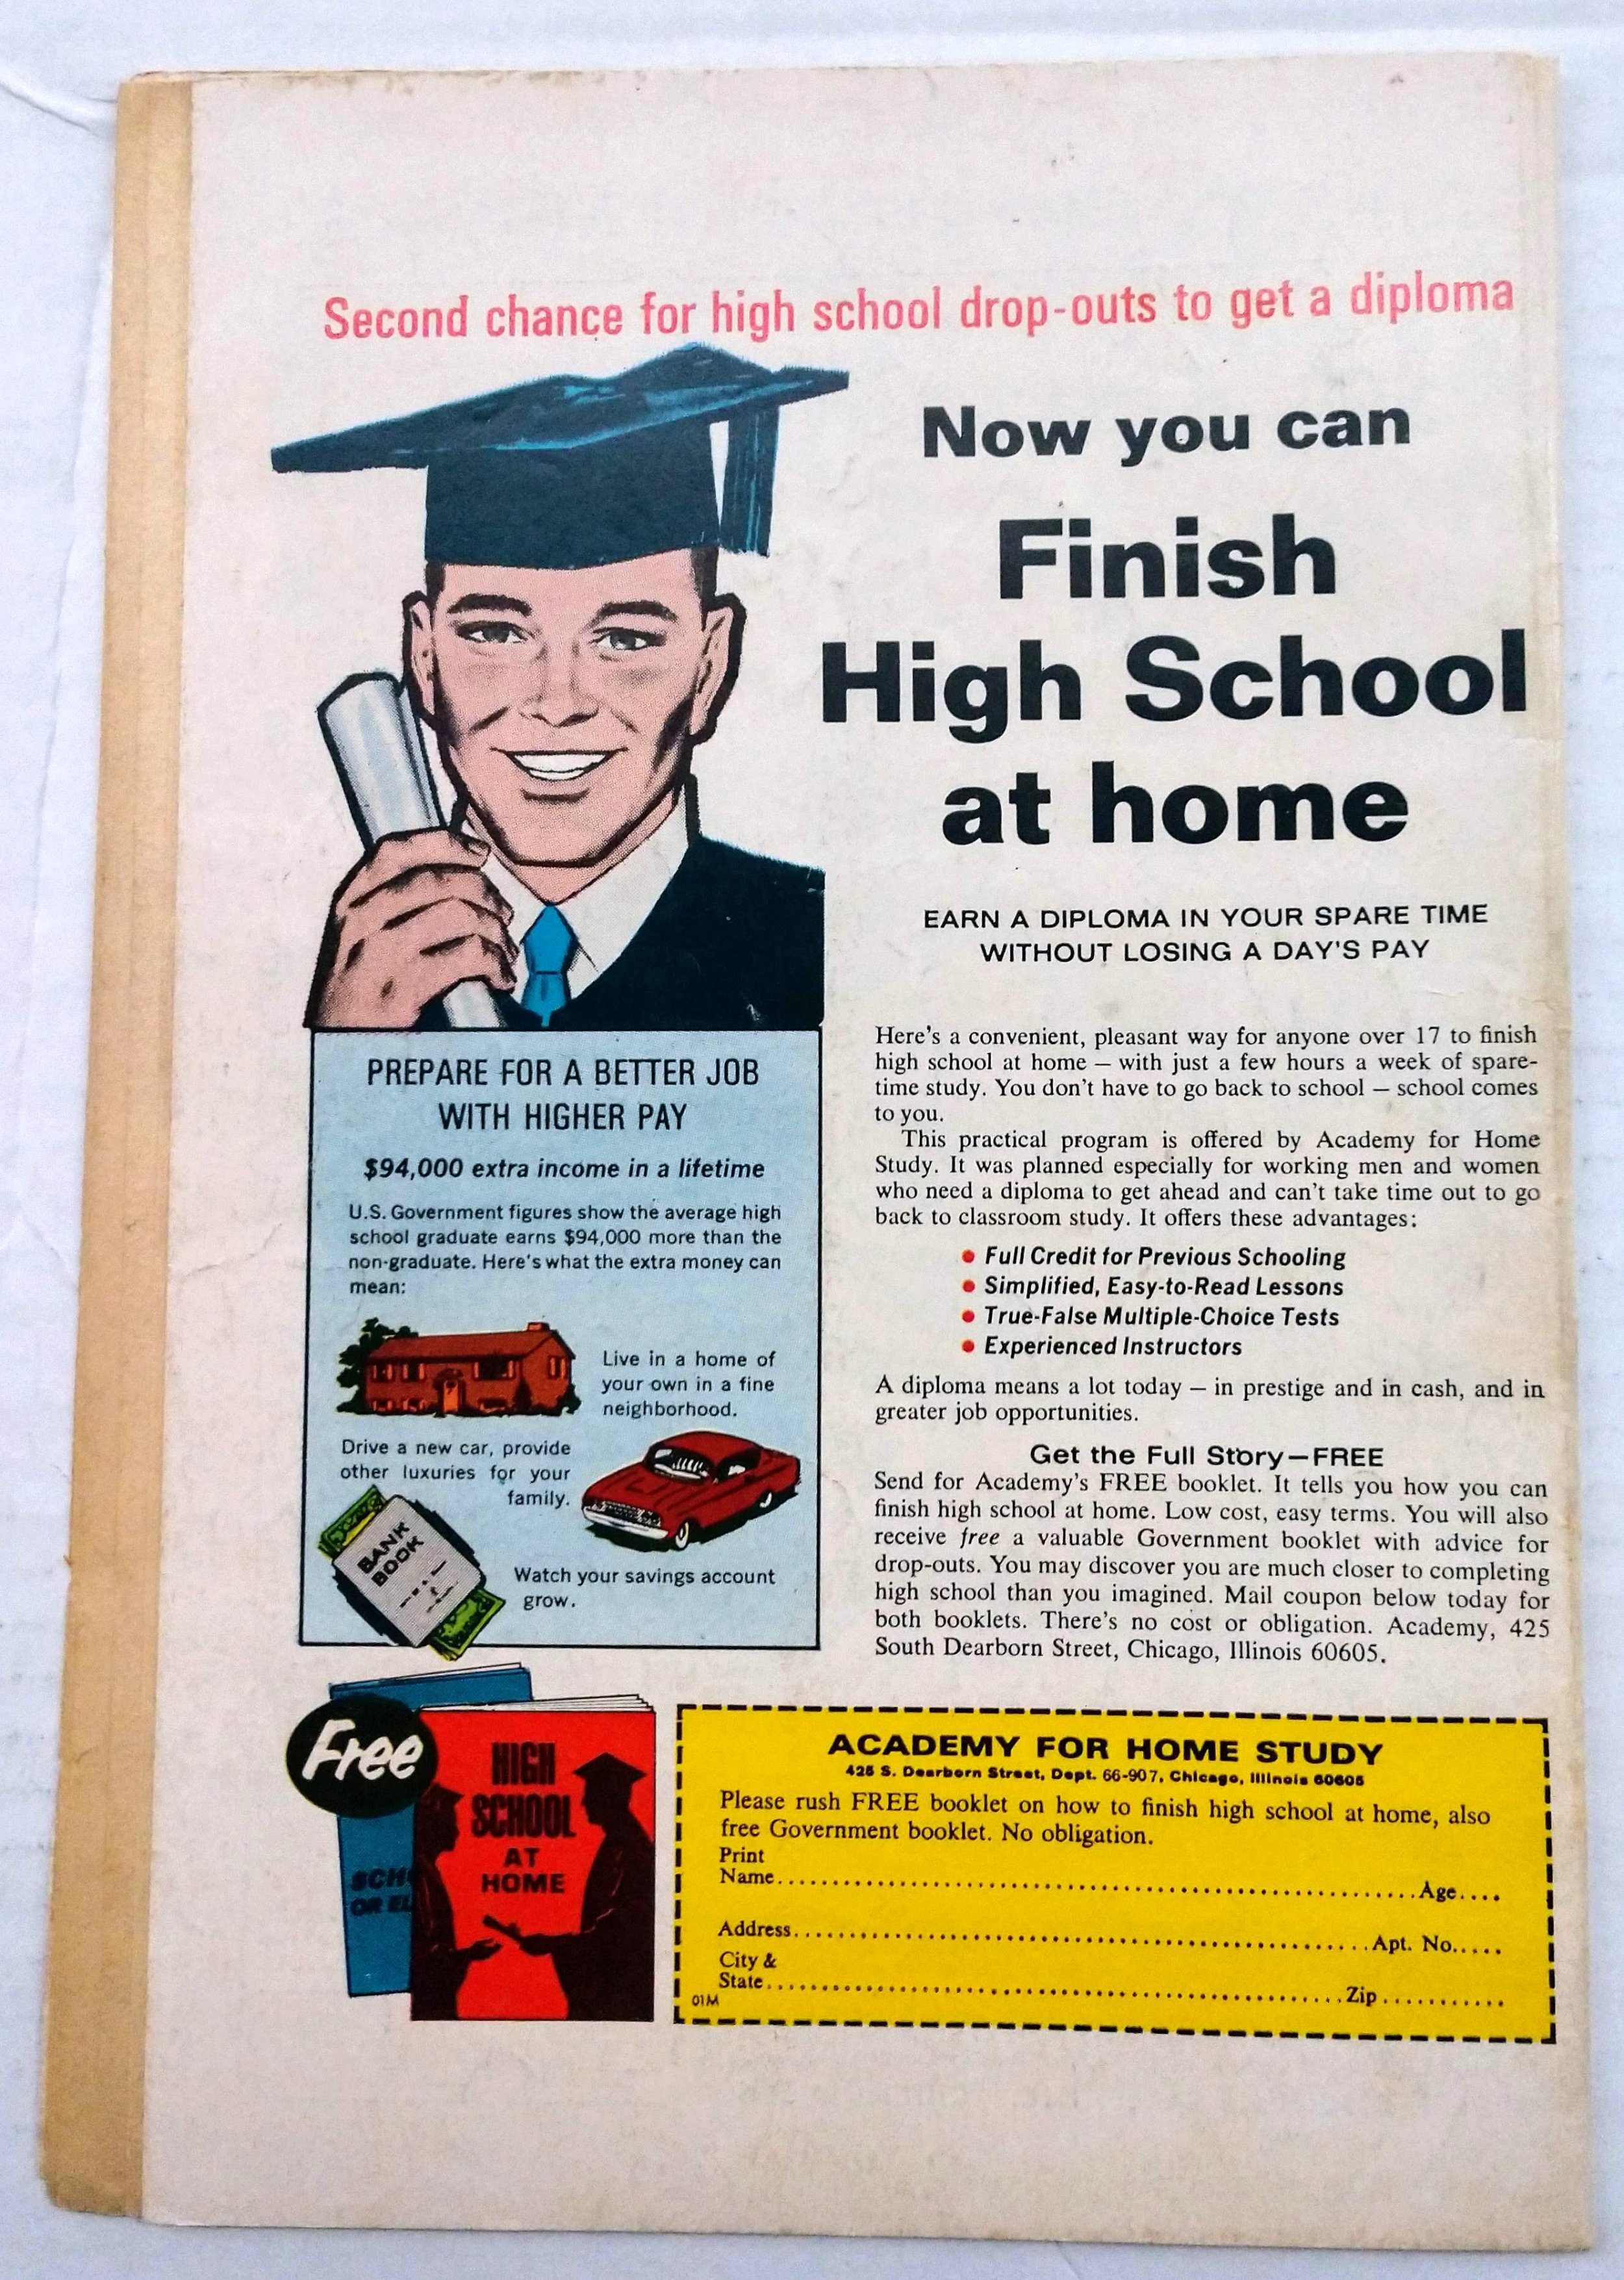 Second chance for high school drop-outs to get a diploma
Now you can
Finish
High School
at home
EARN A DIPLOMA IN YOUR SPARE TIME
WITHOUT LOSING A DAY'S PAY
Here's a convenient, pleasant way for anyone over 17 to finish
high school at home — with just a few hours a week of spare-
time study. You don't have to go back to school — school comes
to you.
This practical program is offered by Academy for Home
Study. It was planned especially for working men and women
who need a diploma to get ahead and can't take time out to go
back to classroom study. It offers these advantages:
● Full Credit for Previous Schooling
● Simplified, Easy-to-Read Lessons
● True-False Multiple-Choice Tests
● Experienced Instructors
A diploma means a lot today — in prestige and in cash, and in
greater job opportunities.
Get the Full Story—FREE
Send for Academy's FREE booklet. It tells you how you can
finish high school at home. Low cost, easy terms. You will also
receive free a valuable Government booklet with advice for
drop-outs. You may discover you are much closer to completing
high school than you imagined. Mail coupon below today for
both booklets. There's no cost or obligation. Academy, 425
South Dearborn Street, Chicago, Illinois 60605.
PREPARE FOR A BETTER JOB
WITH HIGHER PAY
$94,000 extra income in a lifetime
U.S. Government figures show the average high
school graduate earns $94,000 more than the
non-graduate. Here's what the extra money can
mean:
Live in a home of
your own in a fine
neighborhood.
Drive a new car, provide
other luxuries for your
family.
BANK
BOOK
Watch your savings account
grow.
Free
HIGH
SCHOOL
AT
HOME
SCH
OR EL
ACADEMY FOR HOME STUDY
425 S. Dearborn Street, Dept. 66-907, Chicago, Illinois 60605
Please rush FREE booklet on how to finish high school at home, also
free Government booklet. No obligation.
Print
Name.......................................................Age....
Address..................................................Apt. No.....
City &
State..................................................Zip...........
01M